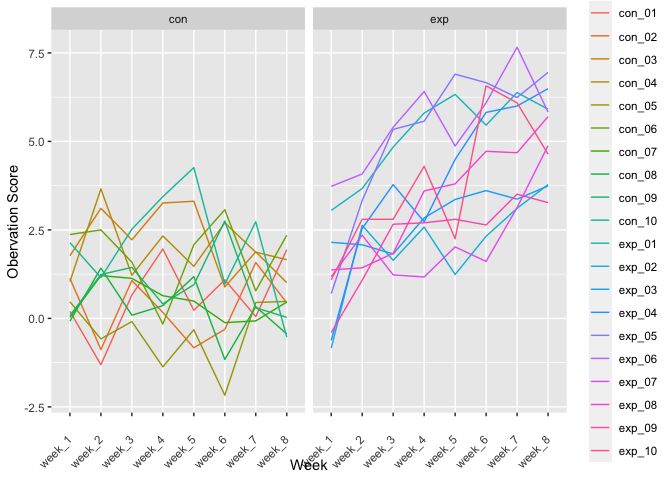 con
exp
7.5
5.0
2.5
0.0
-2.5
Obervation Score
week_1
week_2
week_3
week_4
week_5
week_6
week_7
week_8
week_1
week_2
week_3
week_4
week_5
week_6
week_7
week_8
Week
con_01
con_02
con_03
con_04
con_05
con_06
con_07
con_08
con_09
con_10
exp_01
exp_02
exp_03
exp_04
exp_05
exp_06
exp_07
exp_08
exp_09
exp_10